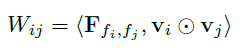 W_{ij} = ⟨𝐅_{f_i,f_j}, 𝐯_i ⊙ 𝐯_j⟩